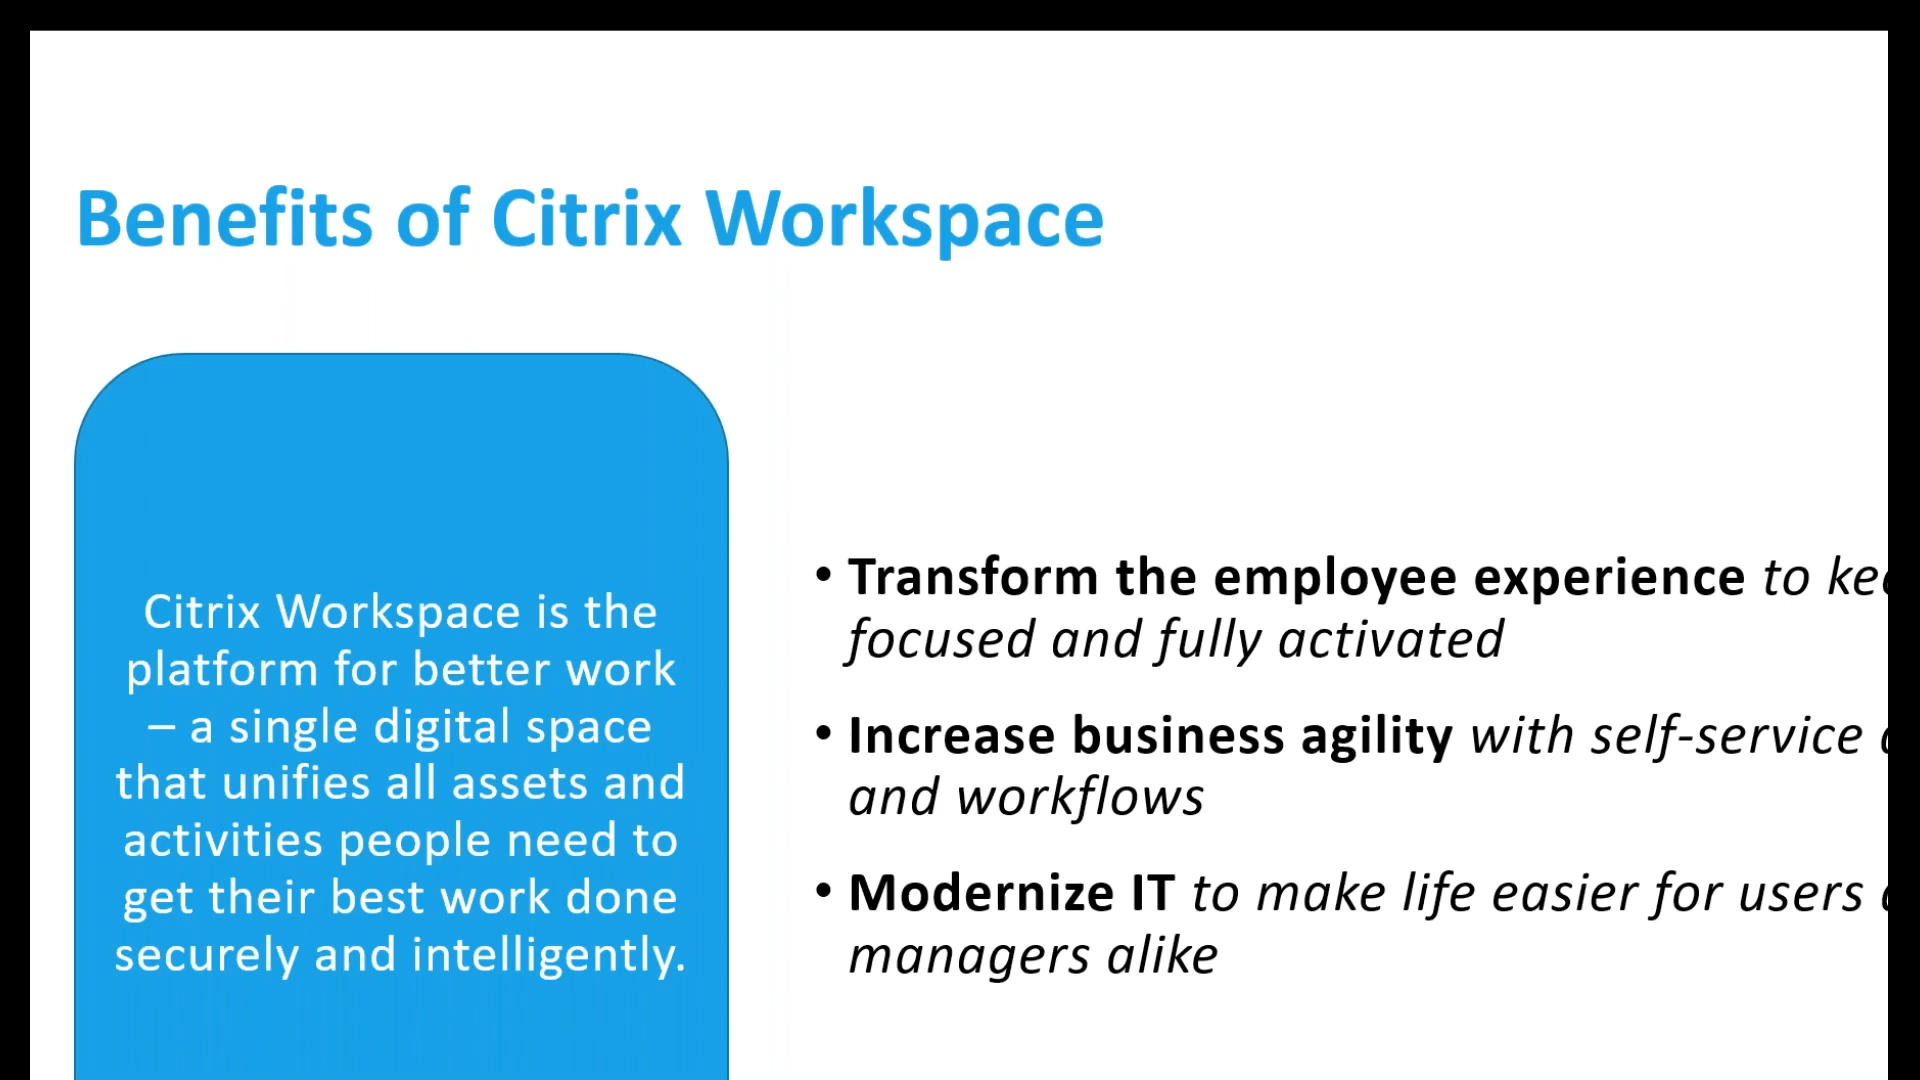 Benefits of Citrix Workspace
Citrix Workspace is the
platform for better work
– a single digital space
that unifies all assets and
activities people need to
get their best work done
securely and intelligently.
• Transform the employee experience to
focused and fully activated
• Increase business agility with self-service
and workflows
• Modernize IT to make life easier for users
managers alike